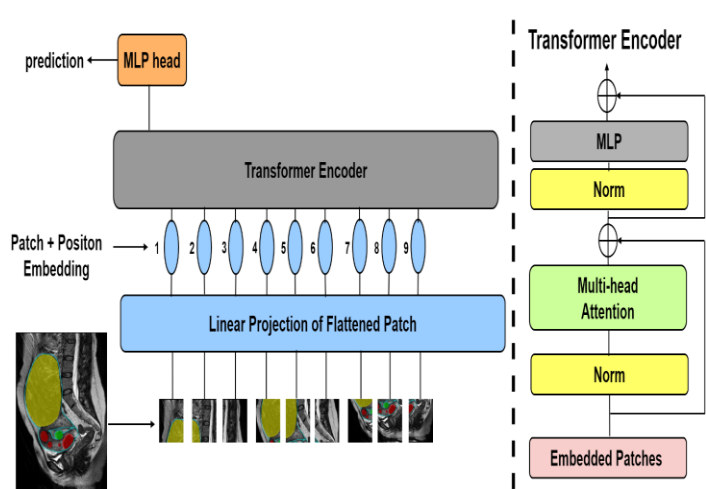 prediction
MLP head
Transformer Encoder
Patch + Positon
Embedding
1 2 3 4 5 6 7 8 9
Linear Projection of Flattened Patch
Transformer Encoder
MLP
Norm
Multi-head
Attention
Norm
Embedded Patches